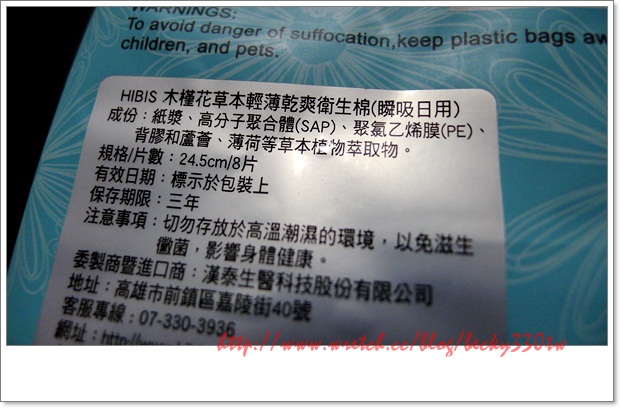 WARNINGS:
To avoid danger of suffocation,keep plastic bags aw
children, and pets.
HIBIS 木槿花草本輕薄乾爽衛生棉(瞬吸日用)
成份：紙漿、高分子聚合體(SAP)、聚氯乙烯膜(PE)、
背膠和蘆薈、薄荷等草本植物萃取物。
規格/片數：24.5cm/8片
有效日期：標示於包裝上
保存期限：三年
注意事項：切勿存放於高溫潮濕的環境，以免滋生
黴菌，影響身體健康。
委製商暨進口商：漢泰生醫科技股份有限公司
地址：高雄市前鎮區嘉陵街40號
客服專線：07-330-3936
網址：http://
http://www.wretch.cc/blog/becky330tw